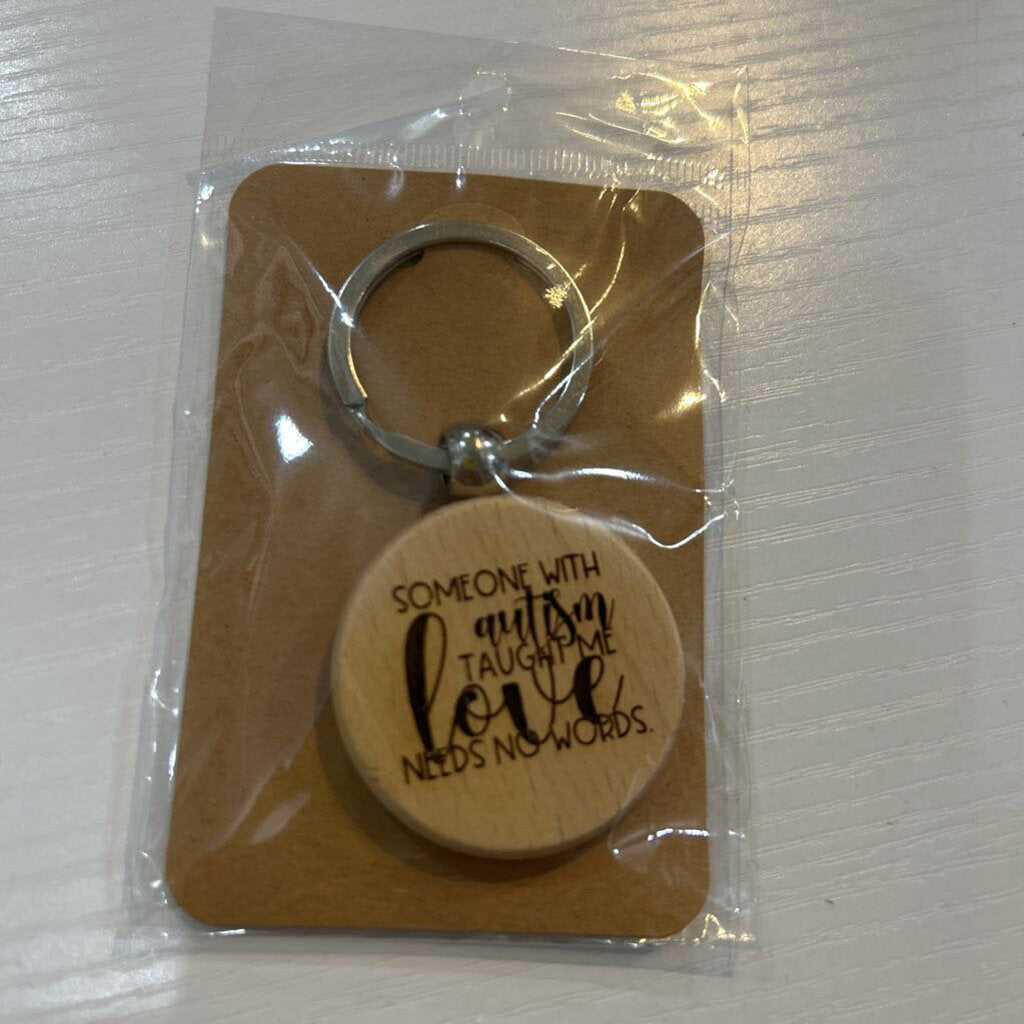 SOMEONE WITH
autism
TAUGHT ME
love
NEEDS NO WORDS.